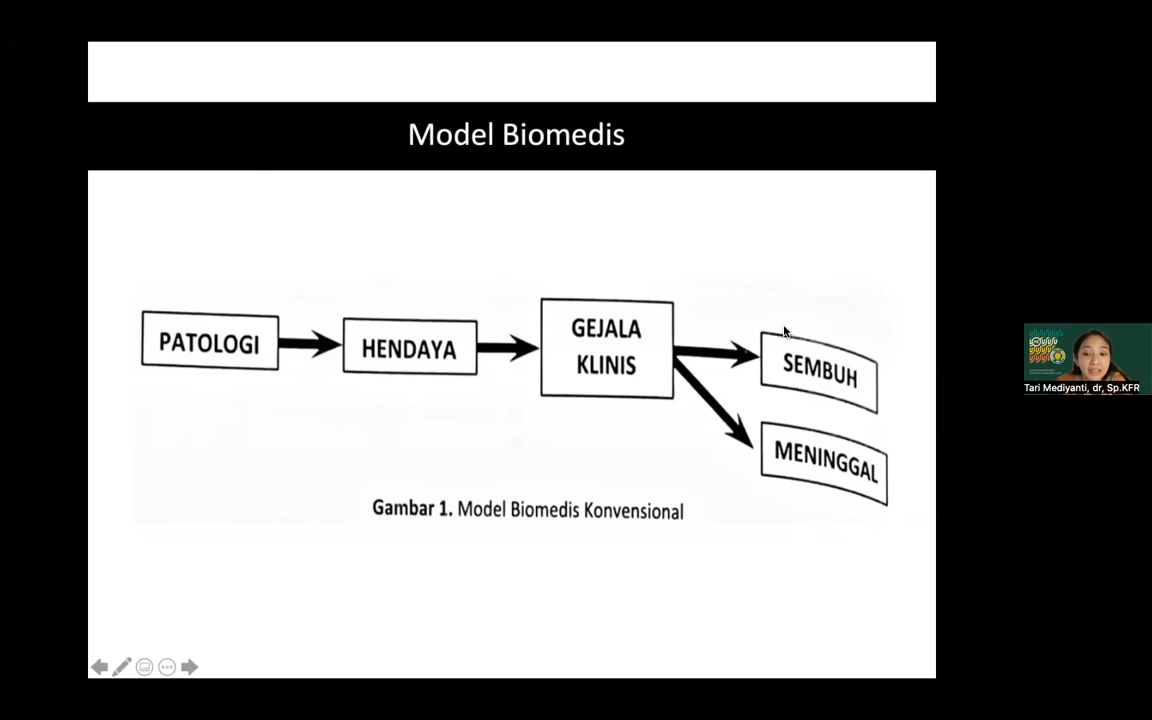 Model Biomedis
PATOLOGI
HENDAYA
GEJALA
KLINIS
SEMBUH
MENINGGAL
Gambar 1. Model Biomedis Konvensional
Tari Mediyanti, dr, Sp.KFR